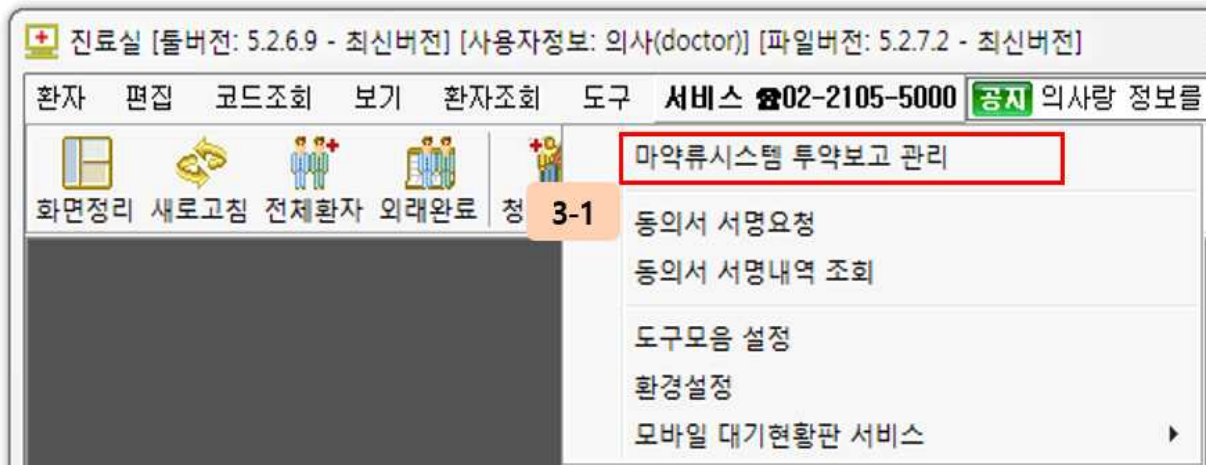 진료실 [툴버전: 5.2.6.9 - 최신버전] [사용자정보: 의사(doctor)] [파일버전: 5.2.7.2 - 최신버전]
환자 편집 코드조회 보기 환자조회 도구 서비스 ☎02-2105-5000 공지 의사랑 정보를
화면정리 새로고침 전체환자 외래완료 청
3-1
마약류시스템 투약보고 관리
동의서 서명요청
동의서 서명내역 조회
도구모음 설정
환경설정
모바일 대기현황판 서비스